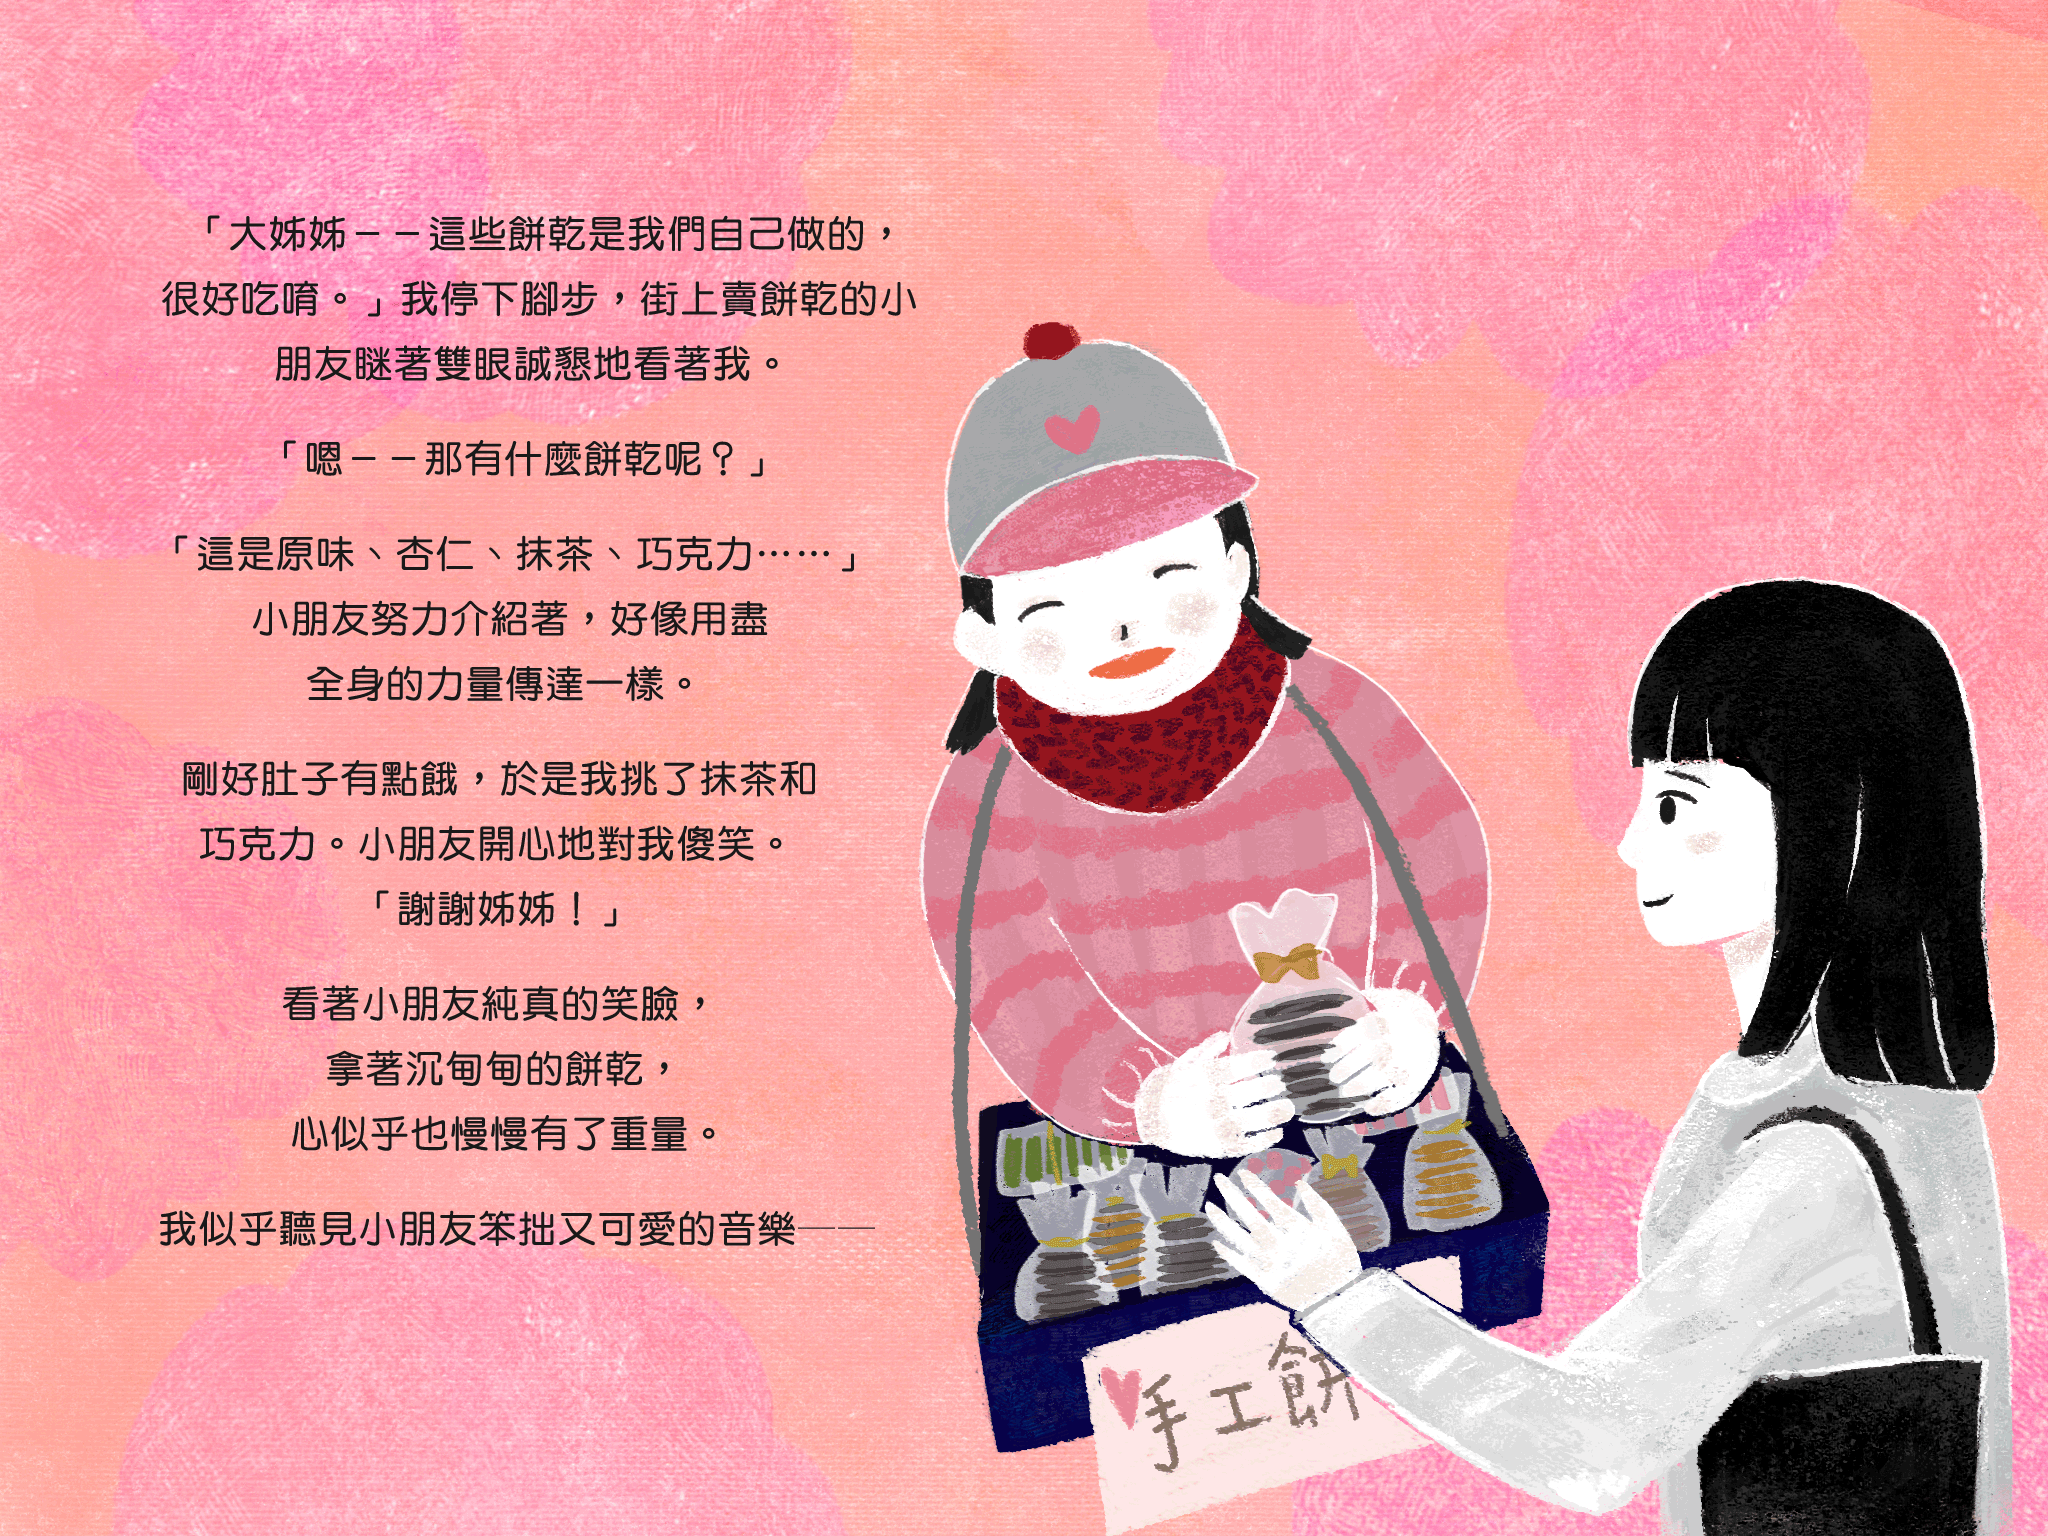 「大姊姊－－這些餅乾是我們自己做的，
很好吃唷。」我停下腳步，街上賣餅乾的小
朋友瞇著雙眼誠懇地看著我。
「嗯－－那有什麼餅乾呢？」
「這是原味、杏仁、抹茶、巧克力……」
小朋友努力介紹著，好像用盡
全身的力量傳達一樣。
剛好肚子有點餓，於是我挑了抹茶和
巧克力。小朋友開心地對我傻笑。
「謝謝姊姊！」
看著小朋友純真的笑臉，
拿著沉甸甸的餅乾，
心似乎也慢慢有了重量。
我似乎聽見小朋友笨拙又可愛的音樂──
手工餅